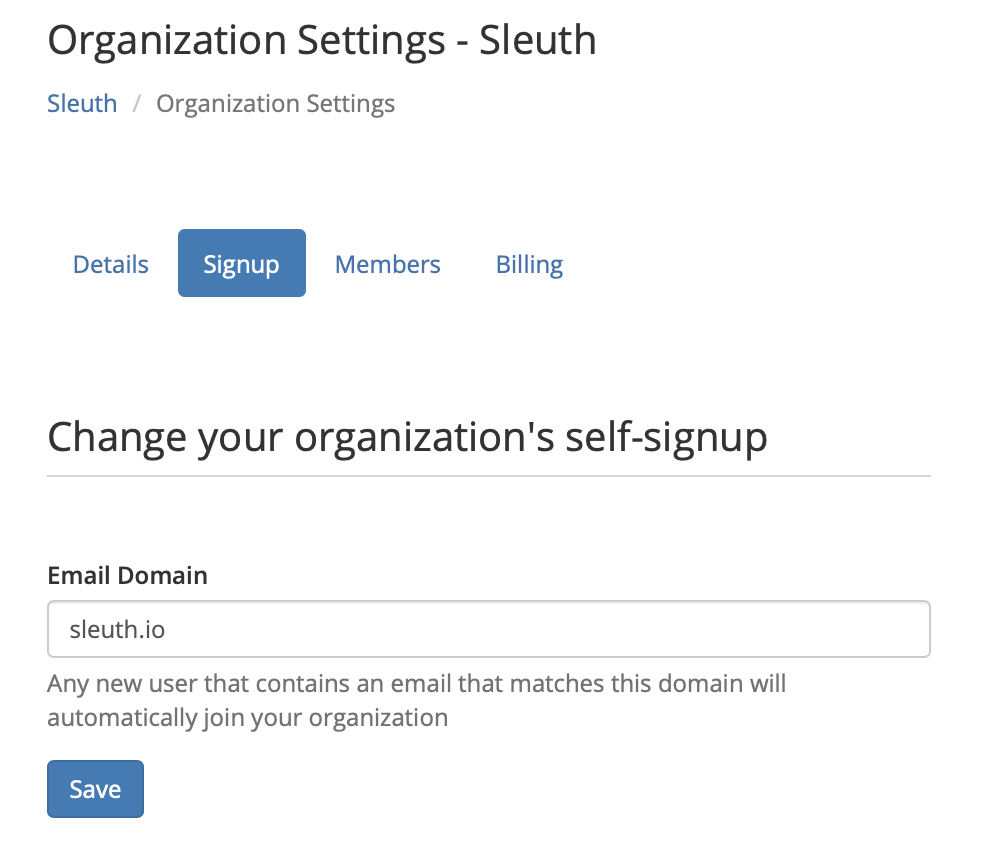 Organization Settings - Sleuth
Sleuth / Organization Settings
Details Signup Members Billing
Change your organization's self-signup
Email Domain
sleuth.io
Any new user that contains an email that matches this domain will
automatically join your organization
Save